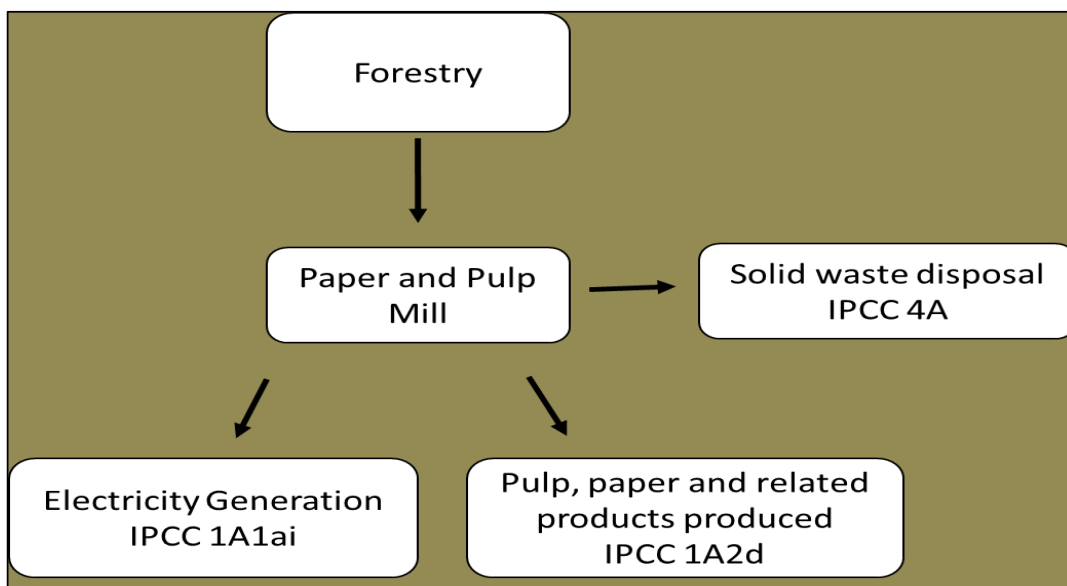 Forestry
Paper and Pulp
Mill
Solid waste disposal
IPCC 4A
Electricity Generation
IPCC 1A1ai
Pulp, paper and related
products produced
IPCC 1A2d